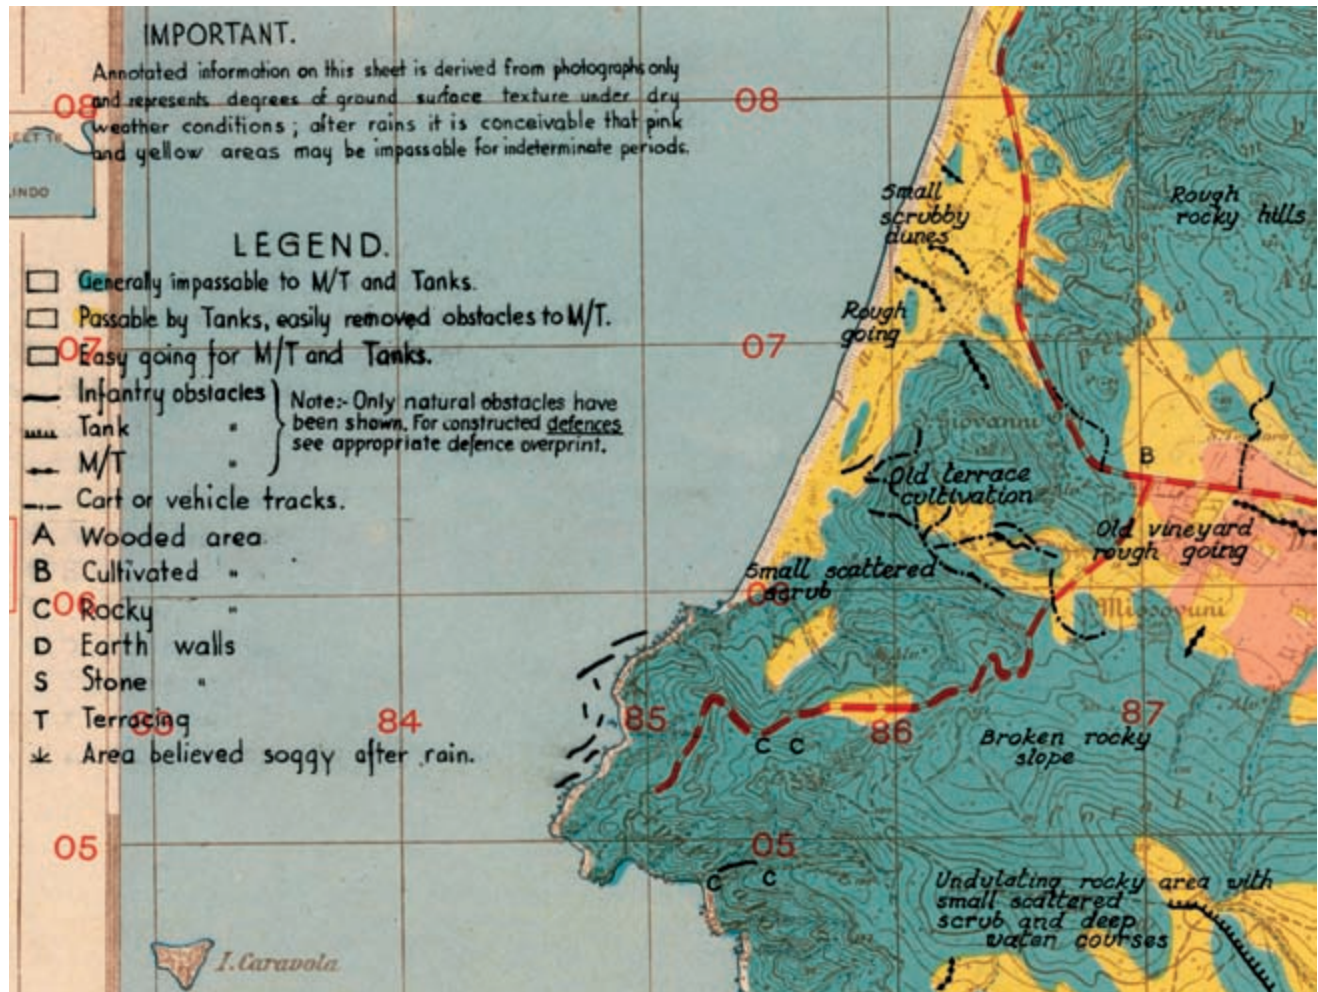 IMPORTANT.
Annotated information on this sheet is derived from photographs only
and represents degrees of ground surface texture under dry
weather conditions; after rains it is conceivable that pink
and yellow areas may be impassable for indeterminate periods.
08
08
INDO
LEGEND.
Generally impassable to M/T and Tanks.
Passable by Tanks, easily removed obstacles to M/T.
Easy going for M/T and Tanks.
Infantry obstacles
Tank "
M/T "
Note:- Only natural obstacles have
been shown. For constructed defences
see appropriate defence overprint.
Cart or vehicle tracks.
A Wooded area
B Cultivated "
C Rocky "
D Earth walls
S Stone "
T Terracing
Area believed soggy after rain.
07
07
06
06
05
05
83
84
85
86
87
Small
scrubby
dunes
Rough
rocky hills
Rough
going
S. Giovanni
B
Old terrace
cultivation
Old vineyard
rough going
Small scattered
scrub
Missovuni
C C
Broken rocky
slope
C C
Undulating rocky area with
small scattered
scrub and deep
water courses
I. Caravola